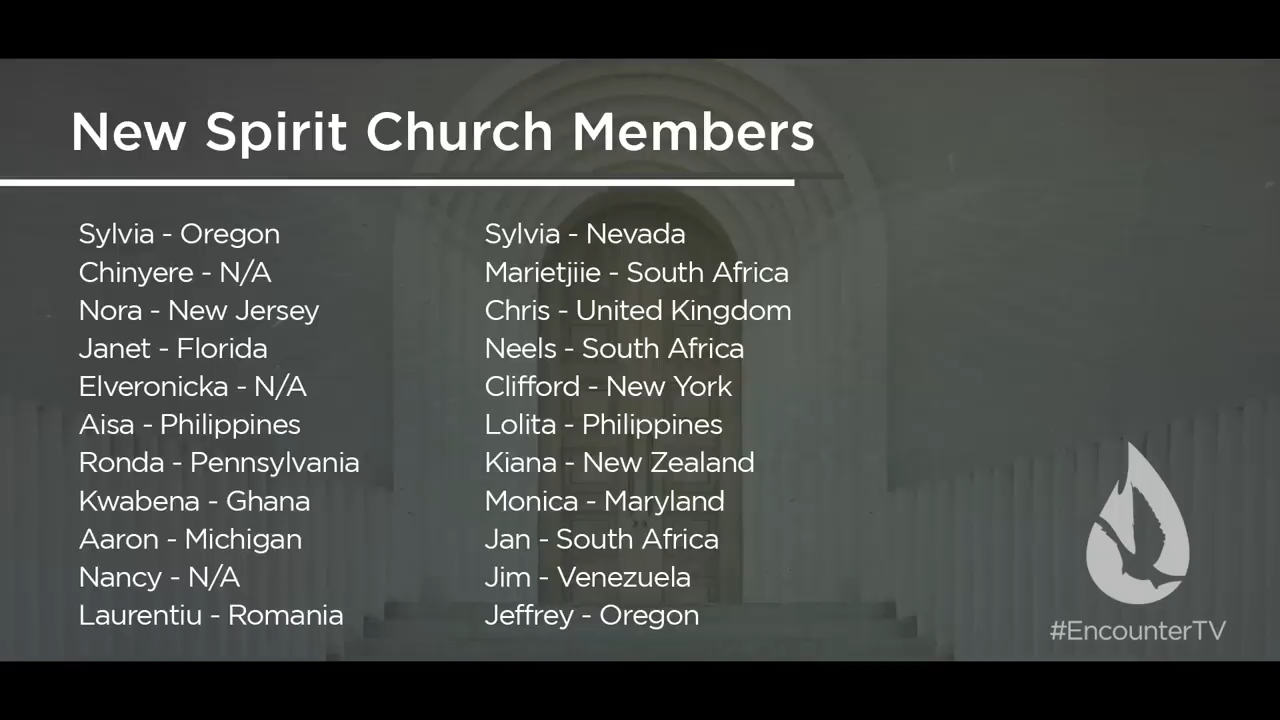 New Spirit Church Members
Sylvia - Oregon
Chinyere - N/A
Nora - New Jersey
Janet - Florida
Elveronicka - N/A
Aisa - Philippines
Ronda - Pennsylvania
Kwabena - Ghana
Aaron - Michigan
Nancy - N/A
Laurentiu - Romania
Sylvia - Nevada
Marietjiie - South Africa
Chris - United Kingdom
Neels - South Africa
Clifford - New York
Lolita - Philippines
Kiana - New Zealand
Monica - Maryland
Jan - South Africa
Jim - Venezuela
Jeffrey - Oregon
#EncounterTV